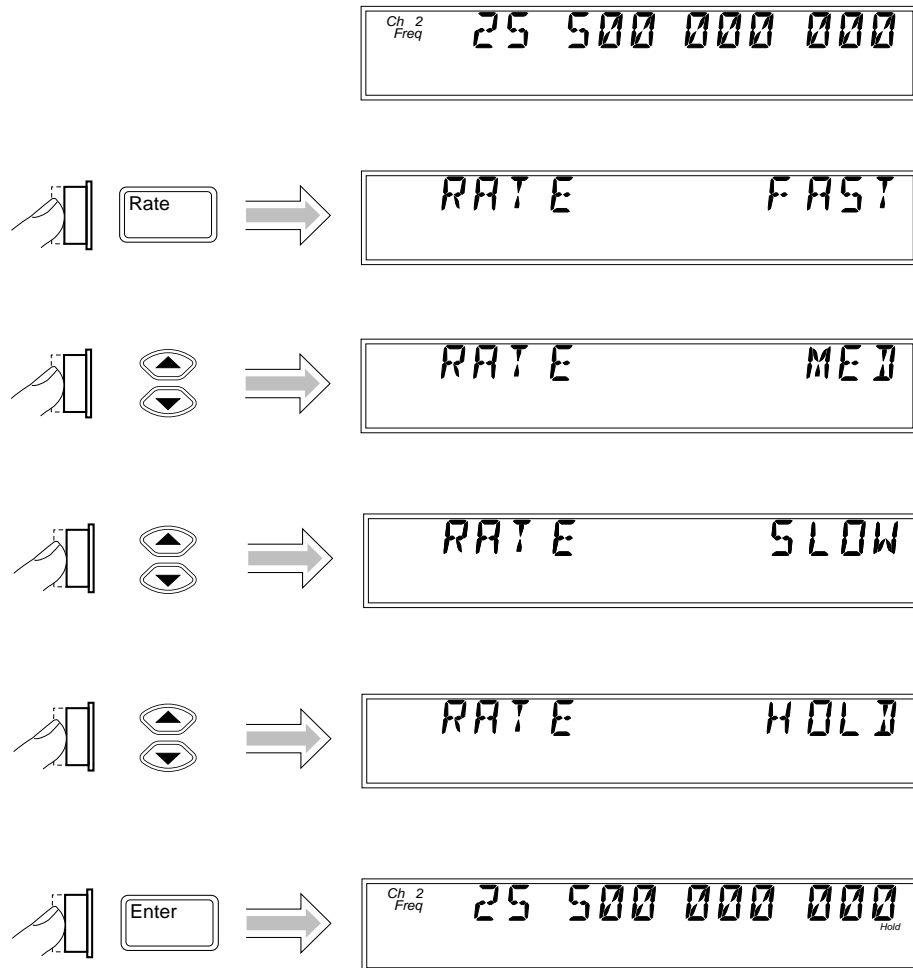 Ch 2
Freq
25 500 000 000
Rate
RATE FAST
RATE MED
RATE SLOW
RATE HOLD
Enter
Ch 2
Freq
25 500 000 000
Hold